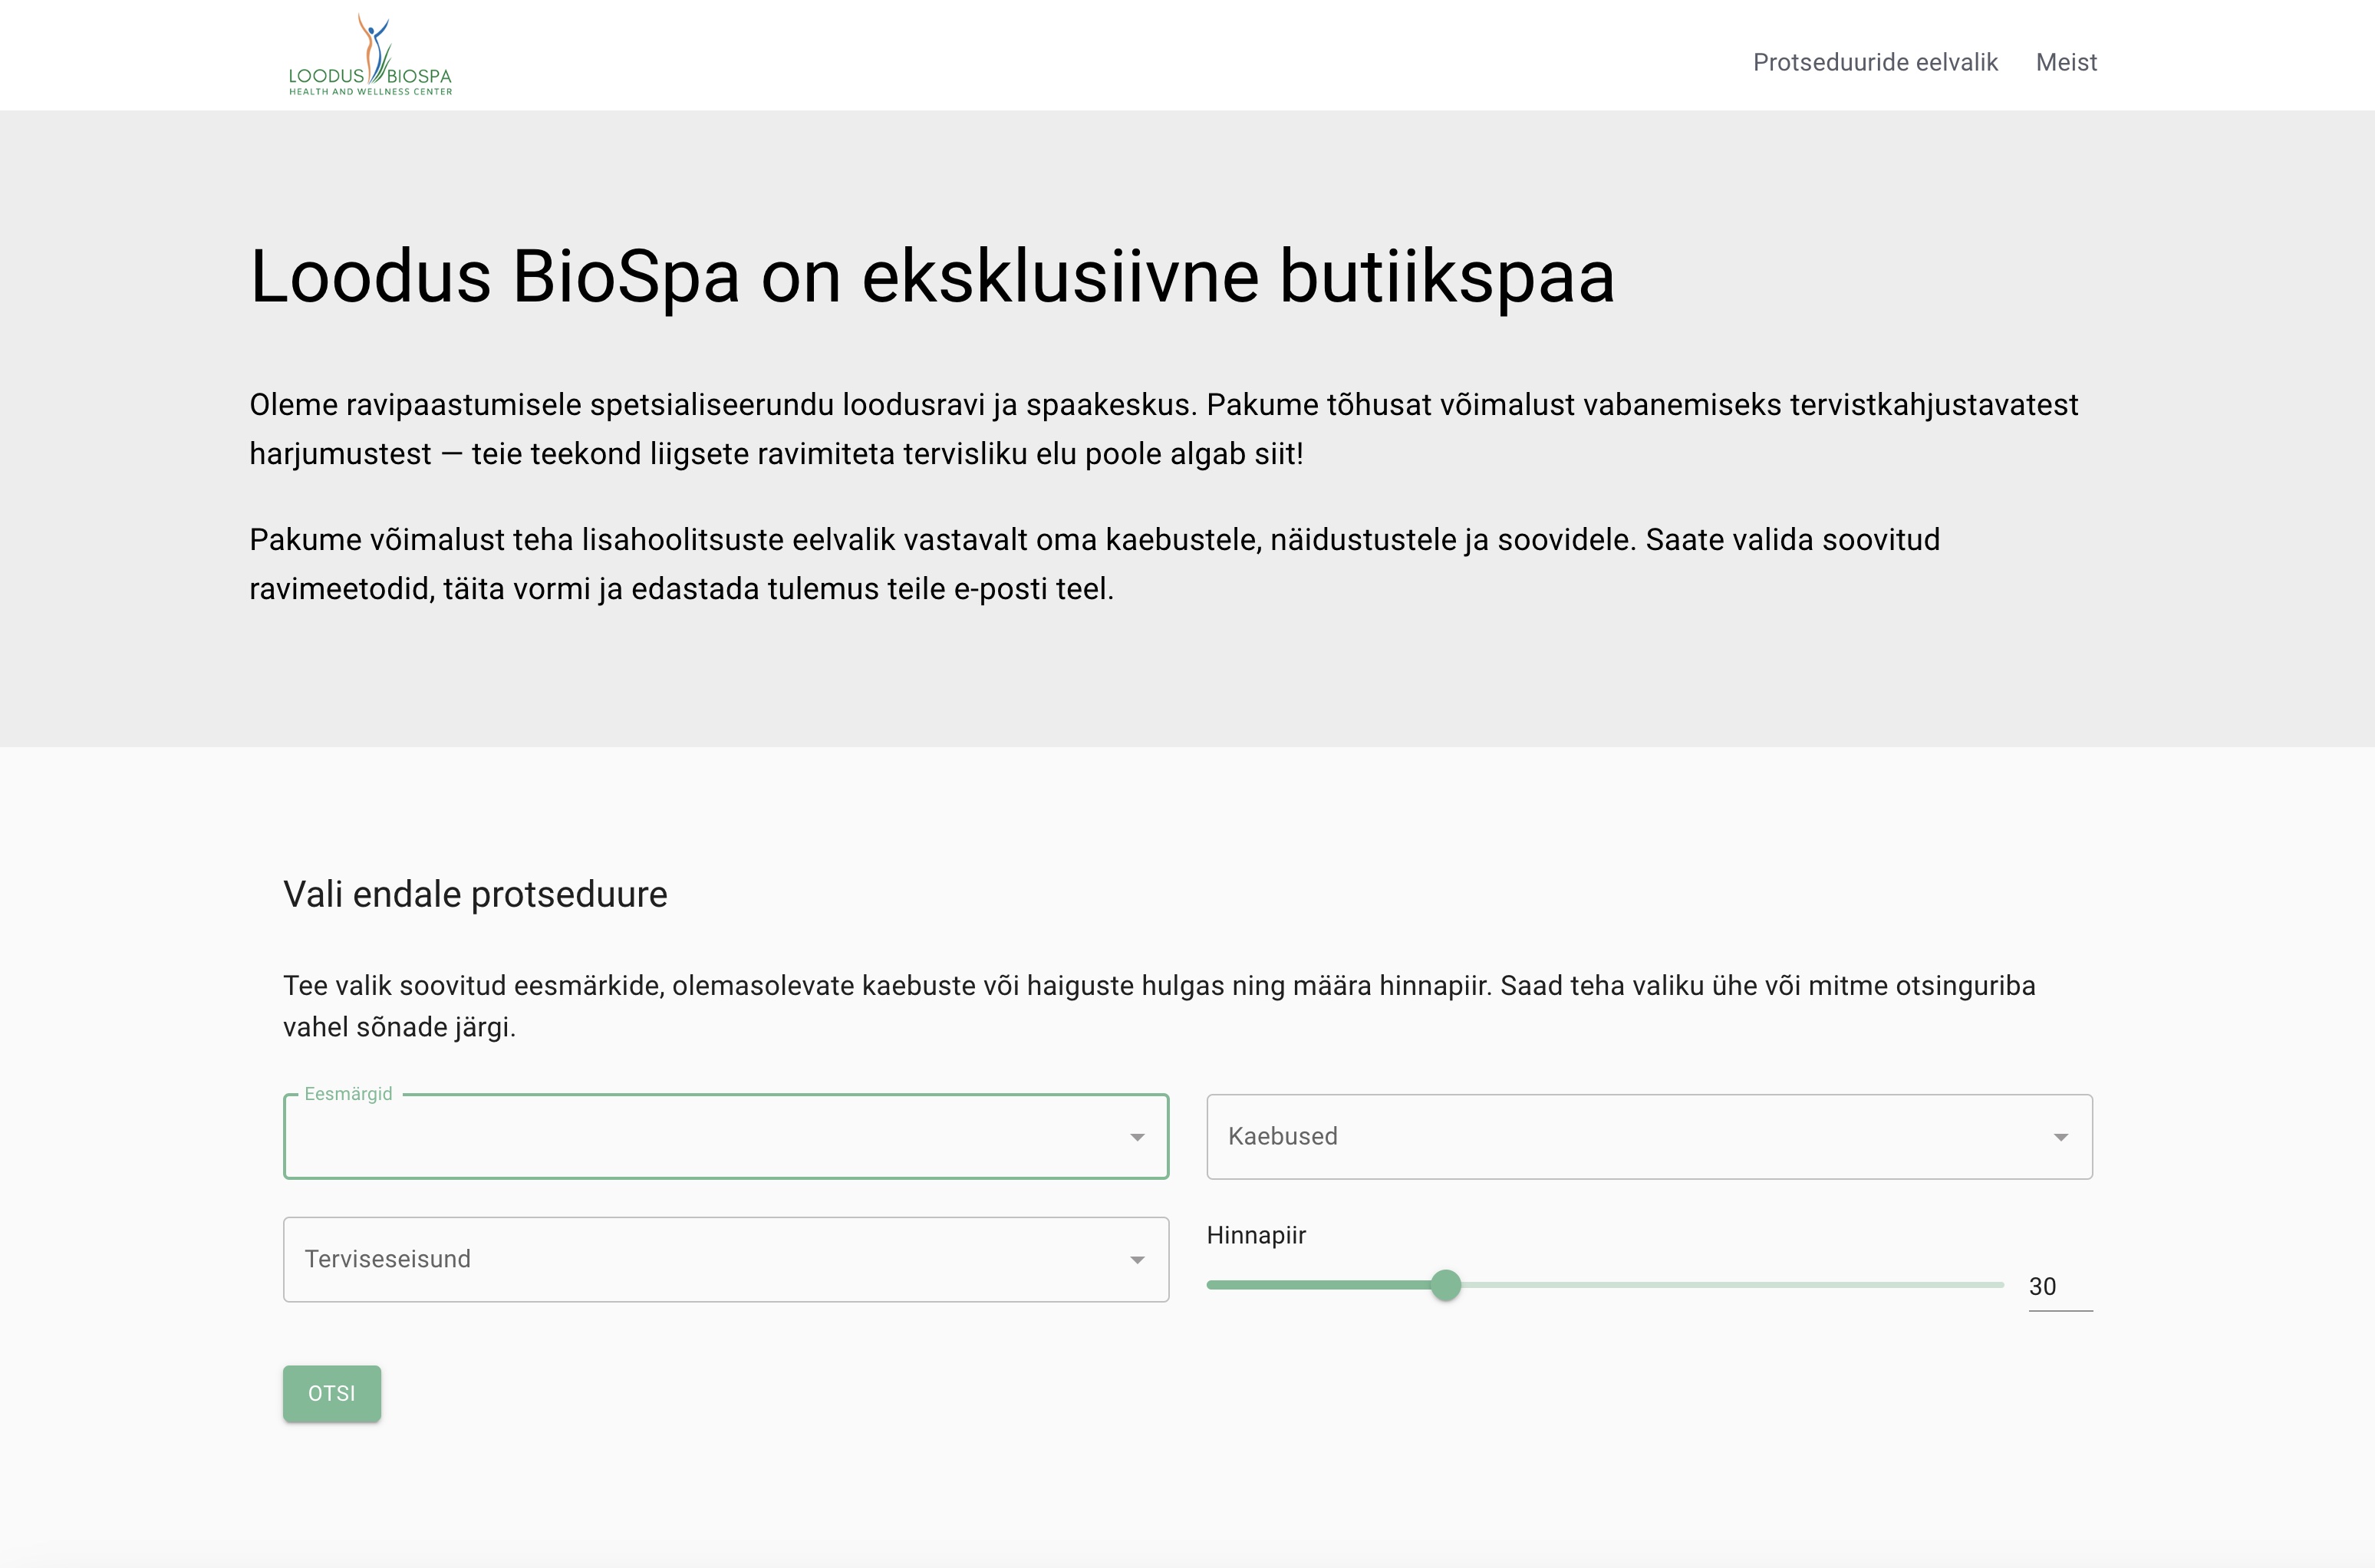 LOODUS BIOSPA
HEALTH AND WELLNESS CENTER
Protseduuride eelvalik
Meist
Loodus BioSpa on eksklusiivne butiikspaa
Oleme ravipaastumisele spetsialiseerundu loodusravi ja spaakeskus. Pakume tõhusat võimalust vabanemiseks tervistkahjustavatest
harjumustest — teie teekond liigsete ravimiteta tervisliku elu poole algab siit!
Pakume võimalust teha lisahoolitsuste eelvalik vastavalt oma kaebustele, näidustustele ja soovidele. Saate valida soovitud
ravimeetodid, täita vormi ja edastada tulemus teile e-posti teel.
Vali endale protseduure
Tee valik soovitud eesmärkide, olemasolevate kaebuste või haiguste hulgas ning määra hinnapiir. Saad teha valiku ühe või mitme otsinguriba
vahel sõnade järgi.
Eesmärgid
Kaebused
Terviseseisund
Hinnapiir
30
OTSI